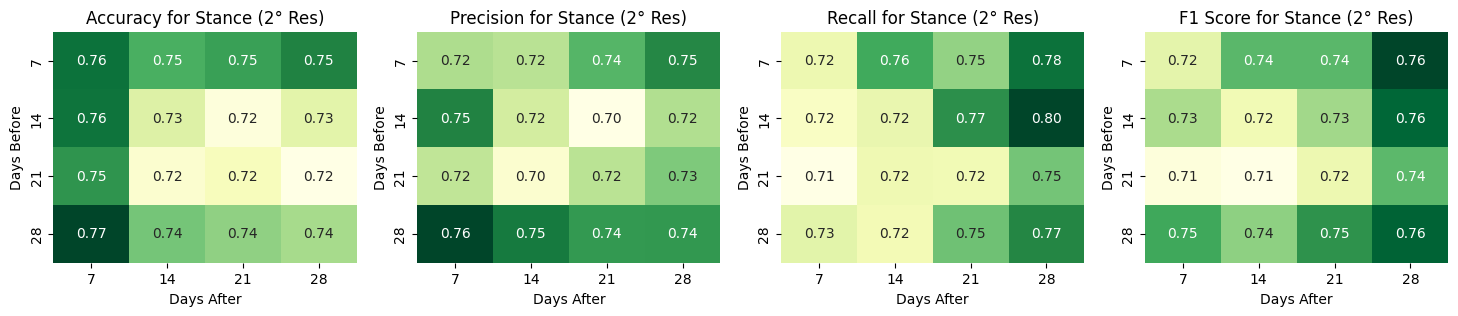 Accuracy for Stance (2° Res)
Days Before
7
0.76 0.75 0.75 0.75
14
0.76 0.73 0.72 0.73
21
0.75 0.72 0.72 0.72
28
0.77 0.74 0.74 0.74
7 14 21 28
Days After
Precision for Stance (2° Res)
Days Before
7
0.72 0.72 0.74 0.75
14
0.75 0.72 0.70 0.72
21
0.72 0.70 0.72 0.73
28
0.76 0.75 0.74 0.74
7 14 21 28
Days After
Recall for Stance (2° Res)
Days Before
7
0.72 0.76 0.75 0.78
14
0.72 0.72 0.77 0.80
21
0.71 0.72 0.72 0.75
28
0.73 0.72 0.75 0.77
7 14 21 28
Days After
F1 Score for Stance (2° Res)
Days Before
7
0.72 0.74 0.74 0.76
14
0.73 0.72 0.73 0.76
21
0.71 0.71 0.72 0.74
28
0.75 0.74 0.75 0.76
7 14 21 28
Days After